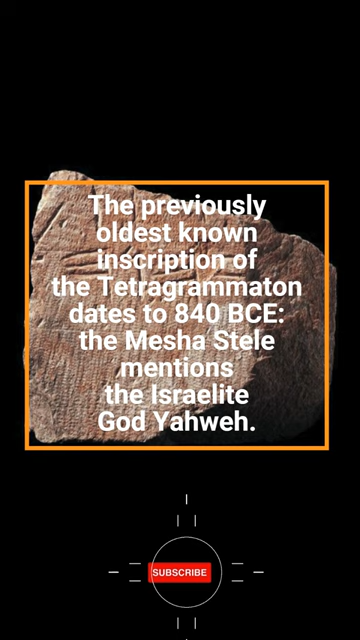 The previously
oldest known
inscription of
the Tetragrammaton
dates to 840 BCE:
the Mesha Stele
mentions
the Israelite
God Yahweh.
SUBSCRIBE